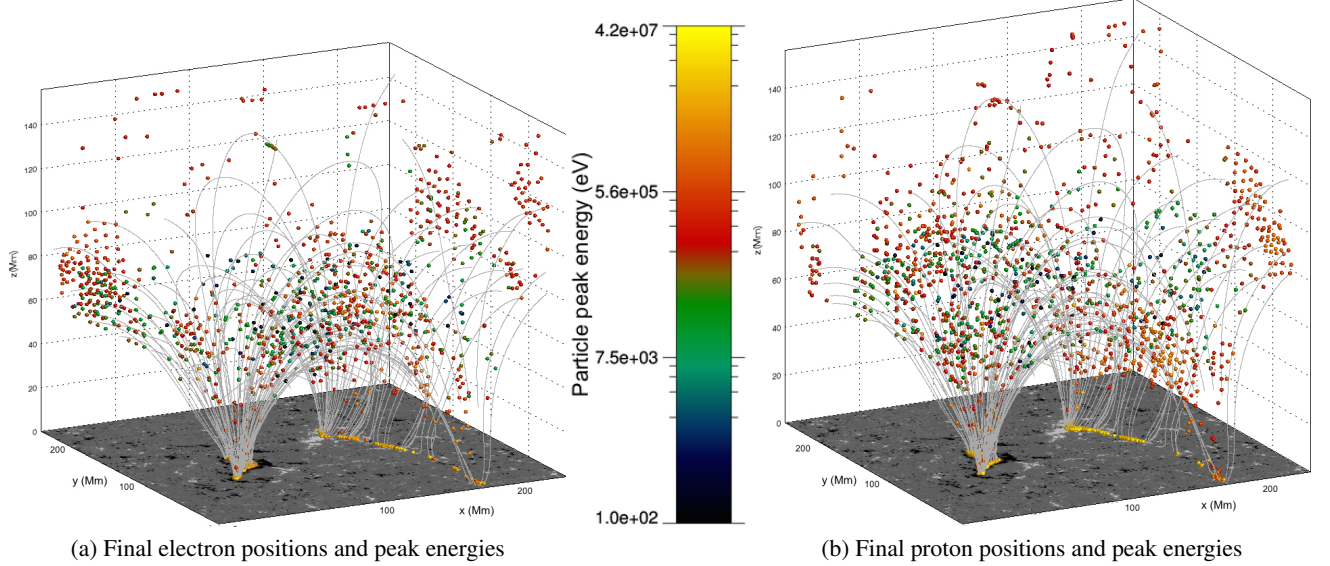 140
120
100
80
60
40
20
0
z(Mm)
200
y (Mm)
100
100
x (Mm)
200
4.2e+07
5.6e+05
7.5e+03
1.0e+02
Particle peak energy (eV)
140
120
100
80
60
40
20
0
z(Mm)
200
y (Mm)
100
100
x (Mm)
200
(a) Final electron positions and peak energies
(b) Final proton positions and peak energies